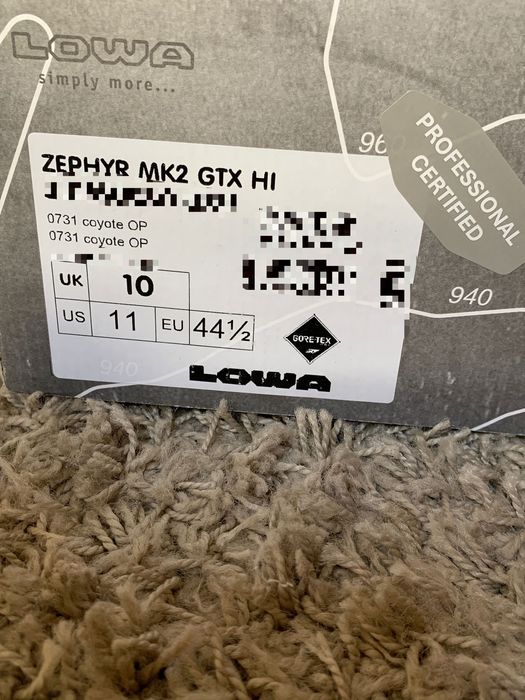 LOWA
simply more...
960
PROFESSIONAL
CERTIFIED
ZEPHYR MK2 GTX HI
0731 coyote OP
0731 coyote OP
UK 10
US 11 EU 44½
GORE-TEX
940
940
LOWA